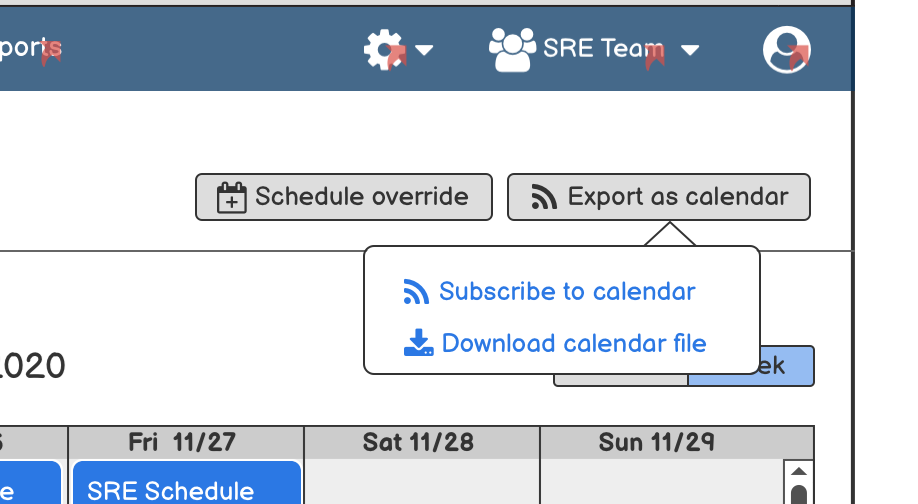 ports
SRE Team
Schedule override
Export as calendar
Subscribe to calendar
Download calendar file
2020
ek
Fri 11/27
Sat 11/28
Sun 11/29
e
SRE Schedule